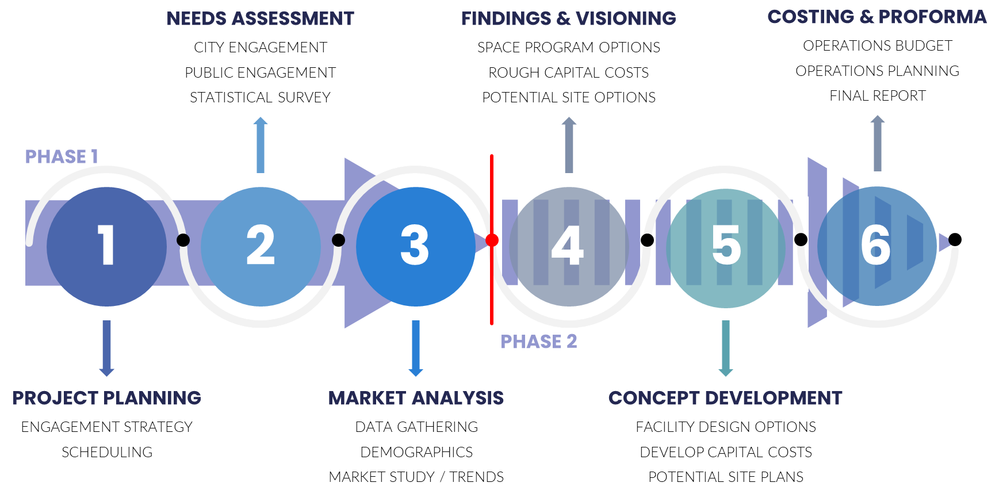 NEEDS ASSESSMENT
CITY ENGAGEMENT
PUBLIC ENGAGEMENT
STATISTICAL SURVEY
FINDINGS & VISIONING
SPACE PROGRAM OPTIONS
ROUGH CAPITAL COSTS
POTENTIAL SITE OPTIONS
COSTING & PROFORMA
OPERATIONS BUDGET
OPERATIONS PLANNING
FINAL REPORT
PHASE 1
1
2
3
4
5
6
PHASE 2
PROJECT PLANNING
ENGAGEMENT STRATEGY
SCHEDULING
MARKET ANALYSIS
DATA GATHERING
DEMOGRAPHICS
MARKET STUDY / TRENDS
CONCEPT DEVELOPMENT
FACILITY DESIGN OPTIONS
DEVELOP CAPITAL COSTS
POTENTIAL SITE PLANS